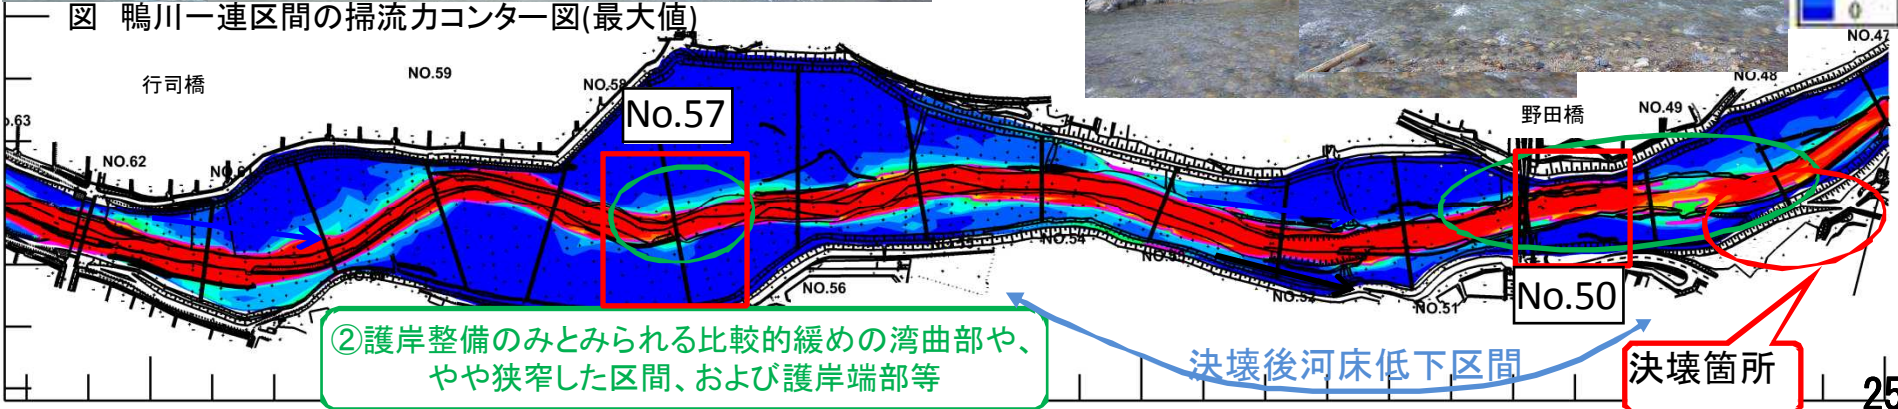 図 鴨川一連区間の掃流力コンター図(最大値)
0
NO.47
行司橋
NO.59
NO.58
No.57
NO.48
野田橋
NO.49
NO.62
NO.56
NO.54
NO.52
NO.51
No.50
②護岸整備のみとみられる比較的緩めの湾曲部や、
やや狭窄した区間、および護岸端部等
決壊後河床低下区間
決壊箇所
25